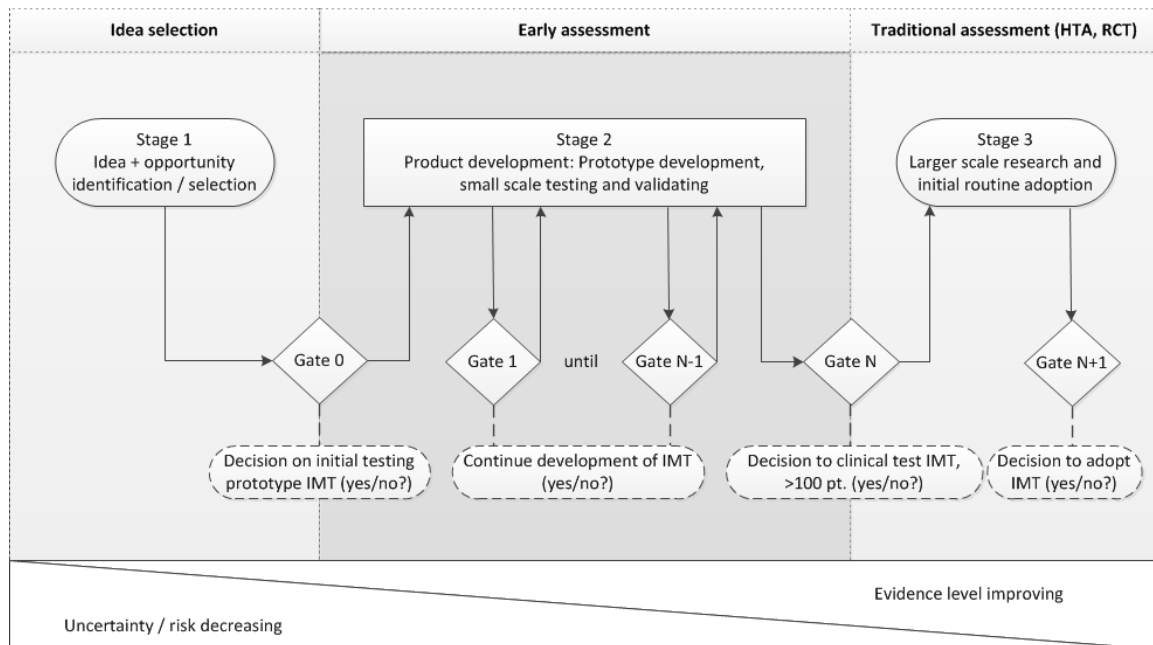 Idea selection
Early assessment
Traditional assessment (HTA, RCT)
Stage 1
Idea + opportunity
identification / selection
Stage 2
Product development: Prototype development,
small scale testing and validating
Stage 3
Larger scale research and
initial routine adoption
Gate 0
Gate 1
until
Gate N-1
Gate N
Gate N+1
Decision on initial testing
prototype IMT (yes/no?)
Continue development of IMT
(yes/no?)
Decision to clinical test IMT,
>100 pt. (yes/no?)
Decision to adopt
IMT (yes/no?)
Evidence level improving
Uncertainty / risk decreasing